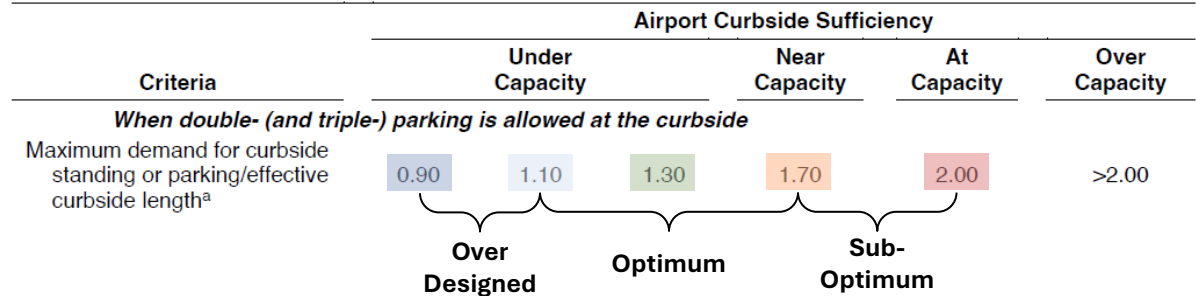 Airport Curbside Sufficiency
Criteria
Under
Capacity
Near
Capacity
At
Capacity
Over
Capacity
When double- (and triple-) parking is allowed at the curbside
Maximum demand for curbside
standing or parking/effective
curbside lengthᵃ
0.90 1.10 1.30 1.70 2.00 >2.00
Over
Designed
Optimum
Sub-
Optimum